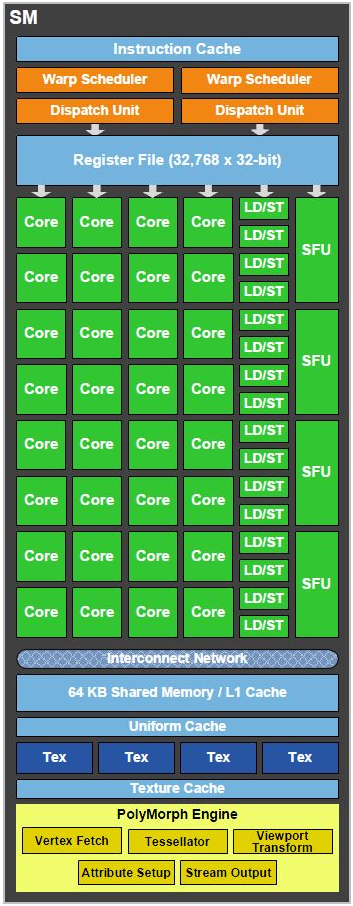 SM
Instruction Cache
Warp Scheduler Warp Scheduler
Dispatch Unit Dispatch Unit
Register File (32,768 x 32-bit)
LD/ST
Core Core Core Core
LD/ST
SFU
LD/ST
Core Core Core Core
LD/ST
LD/ST
Core Core Core Core
LD/ST
SFU
LD/ST
Core Core Core Core
LD/ST
LD/ST
Core Core Core Core
LD/ST
SFU
LD/ST
Core Core Core Core
LD/ST
LD/ST
Core Core Core Core
LD/ST
SFU
LD/ST
Core Core Core Core
LD/ST
Interconnect Network
64 KB Shared Memory / L1 Cache
Uniform Cache
Tex Tex Tex Tex
Texture Cache
PolyMorph Engine
Vertex Fetch
Tessellator
Viewport
Transform
Attribute Setup Stream Output